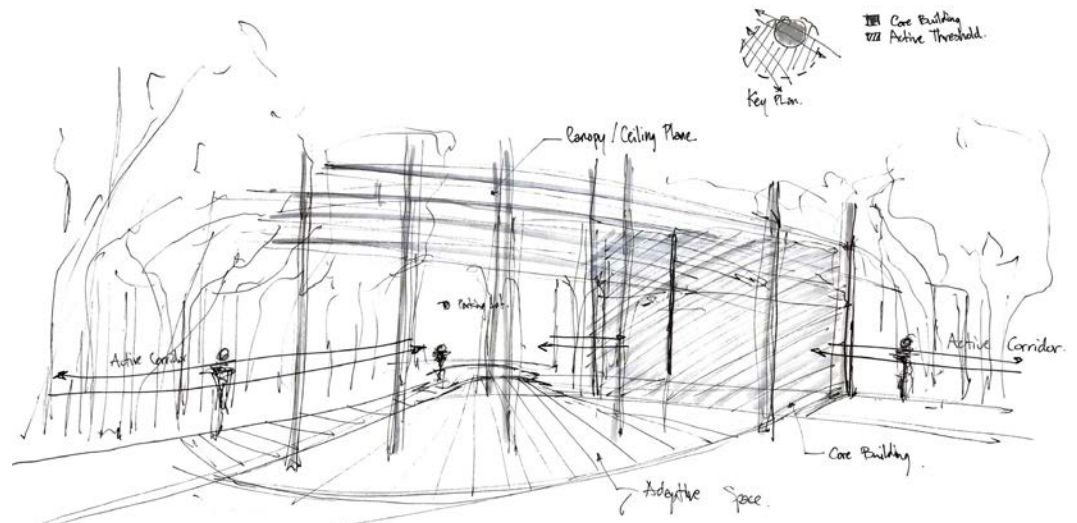 Core Building
Active Threshold.
Key Plan.
Canopy / Ceiling Plane
TO Parking Lot.
Active Corridor
Active Corridor.
Core Building.
Adaptive Space.